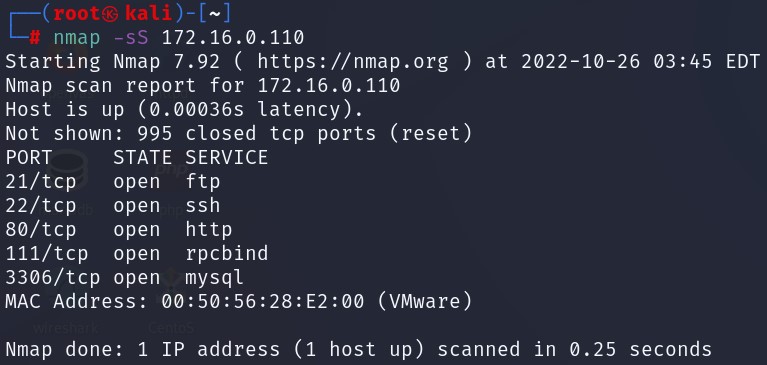 ┌──(root㉿kali)-[~]
└─# nmap -sS 172.16.0.110
Starting Nmap 7.92 ( https://nmap.org ) at 2022-10-26 03:45 EDT
Nmap scan report for 172.16.0.110
Host is up (0.00036s latency).
Not shown: 995 closed tcp ports (reset)
PORT     STATE SERVICE
21/tcp   open  ftp
22/tcp   open  ssh
80/tcp   open  http
111/tcp  open  rpcbind
3306/tcp open  mysql
MAC Address: 00:50:56:28:E2:00 (VMware)
wireshark CentOS
Nmap done: 1 IP address (1 host up) scanned in 0.25 seconds